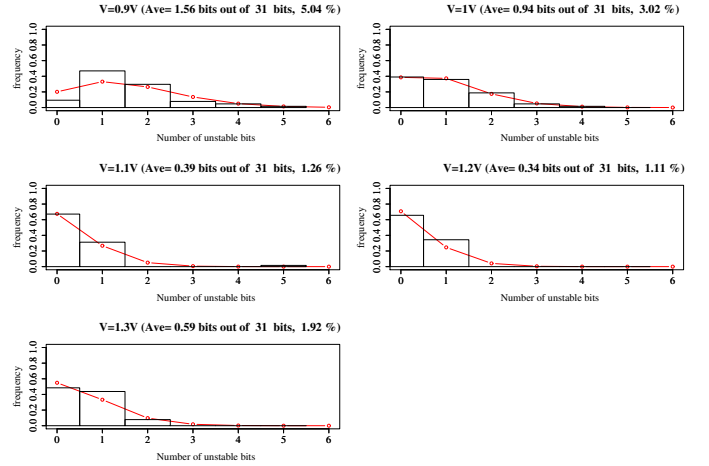 V=0.9V (Ave= 1.56 bits out of 31 bits, 5.04 %)
frequency
0.0 0.2 0.4 0.6 0.8 1.0
0 1 2 3 4 5 6
Number of unstable bits
V=1V (Ave= 0.94 bits out of 31 bits, 3.02 %)
frequency
0.0 0.2 0.4 0.6 0.8 1.0
0 1 2 3 4 5 6
Number of unstable bits
V=1.1V (Ave= 0.39 bits out of 31 bits, 1.26 %)
frequency
0.0 0.2 0.4 0.6 0.8 1.0
0 1 2 3 4 5 6
Number of unstable bits
V=1.2V (Ave= 0.34 bits out of 31 bits, 1.11 %)
frequency
0.0 0.2 0.4 0.6 0.8 1.0
0 1 2 3 4 5 6
Number of unstable bits
V=1.3V (Ave= 0.59 bits out of 31 bits, 1.92 %)
frequency
0.0 0.2 0.4 0.6 0.8 1.0
0 1 2 3 4 5 6
Number of unstable bits